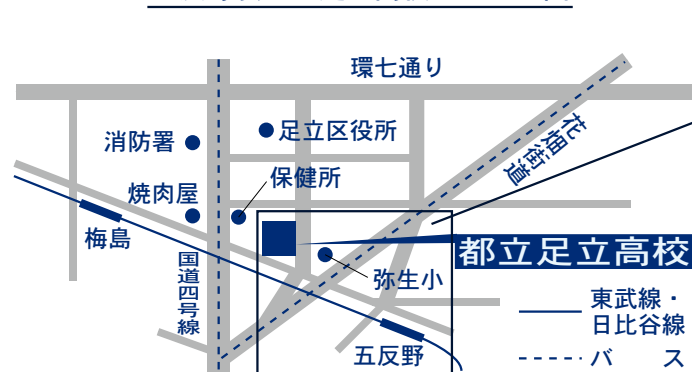 環七通り
消防署
足立区役所
花畑街道
保健所
焼肉屋
梅島
国道四号線
都立足立高校
弥生小
五反野
東武線・
日比谷線
バ ス